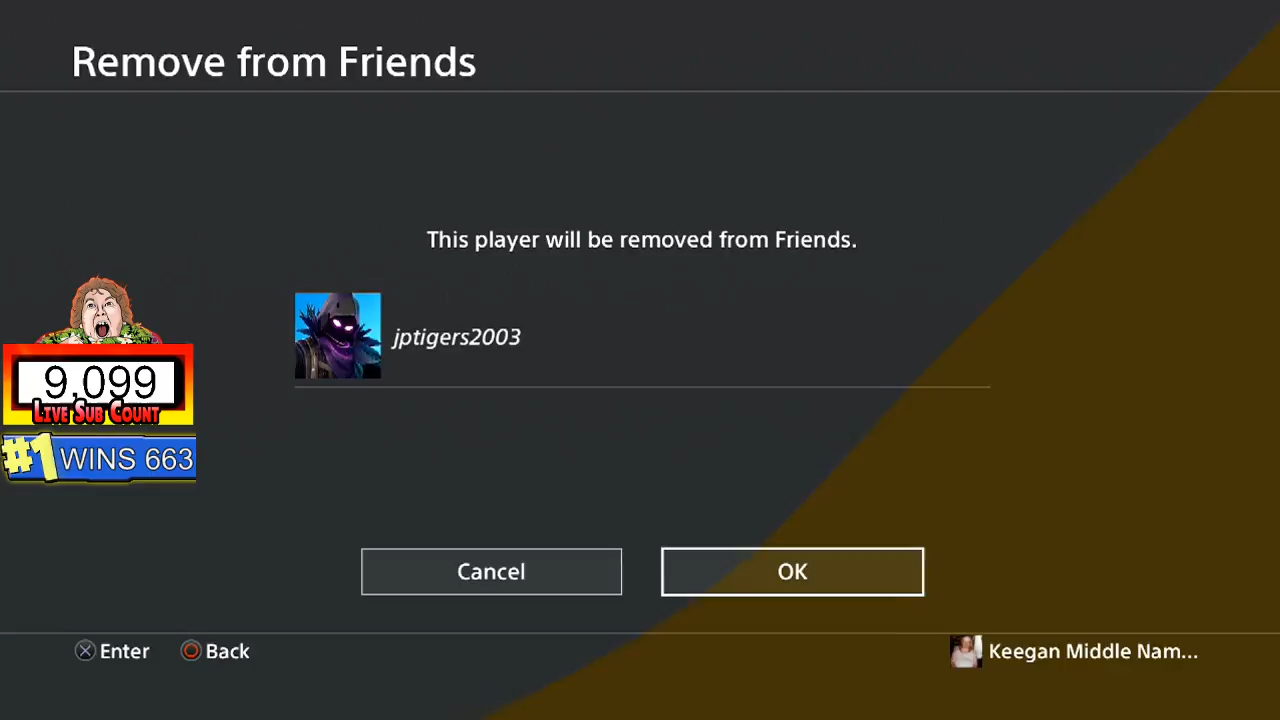 Remove from Friends
This player will be removed from Friends.
jptigers2003
9,099
LIVE SUB COUNT
#1 WINS 663
Cancel
OK
Enter
Back
Keegan Middle Nam...